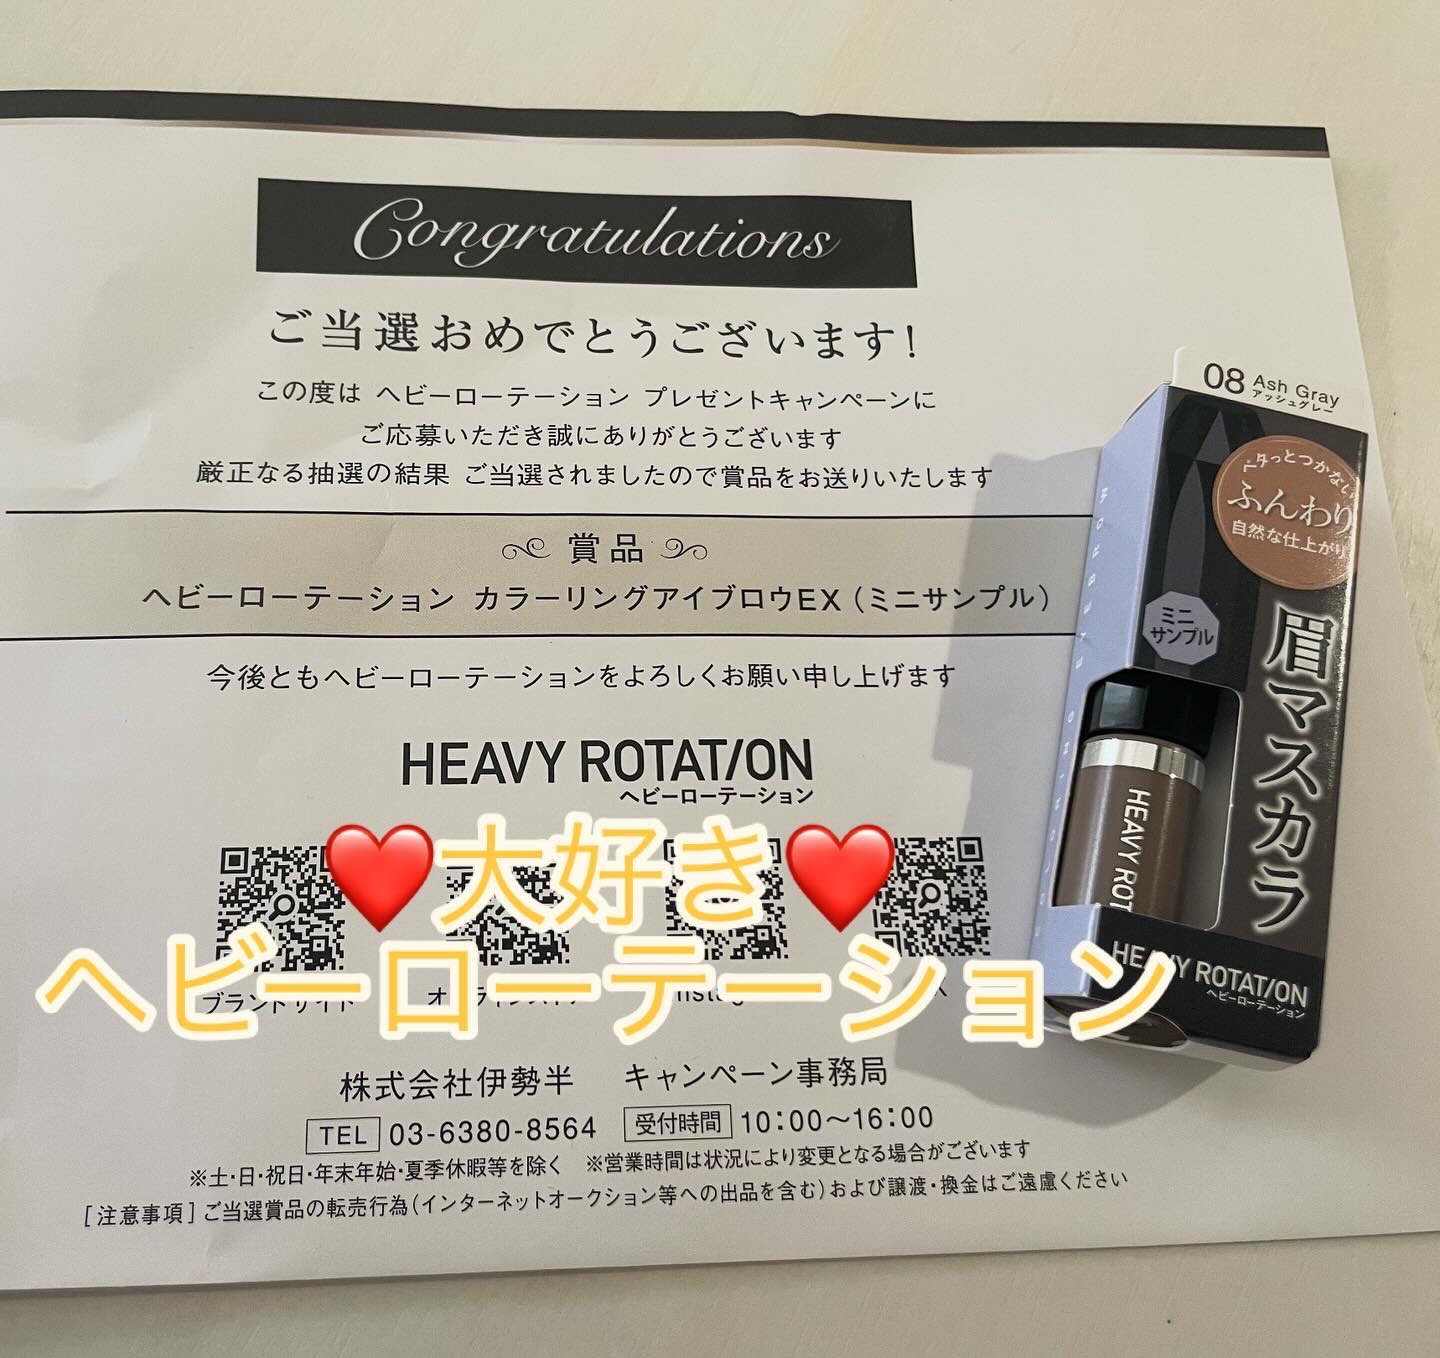 Congratulations
ご当選おめでとうございます!
この度は ヘビーローテーション プレゼントキャンペーンに
ご応募いただき誠にありがとうございます
厳正なる抽選の結果 ご当選されましたので賞品をお送りいたします
賞品
ヘビーローテーション カラーリングアイブロウEX(ミニサンプル)
今後ともヘビーローテーションをよろしくお願い申し上げます
HEAVY ROTAT/ON
ヘビーローテーション
❤️大好き❤️
ヘビーローテーション
ブランドサイト
株式会社伊勢半 キャンペーン事務局
TEL 03-6380-8564 受付時間 10:00〜16:00
※土・日・祝日・年末年始・夏季休暇等を除く ※営業時間は状況により変更となる場合がございます
[注意事項]ご当選賞品の転売行為(インターネットオークション等への出品を含む)および譲渡・換金はご遠慮ください
08 Ash Gray
アッシュグレー
ペタっとつかない
ふんわり
自然な仕上がり
ミニ
サンプル
眉マスカラ
HEAVY ROT
HEAVY ROTAT/ON
ヘビーローテーション